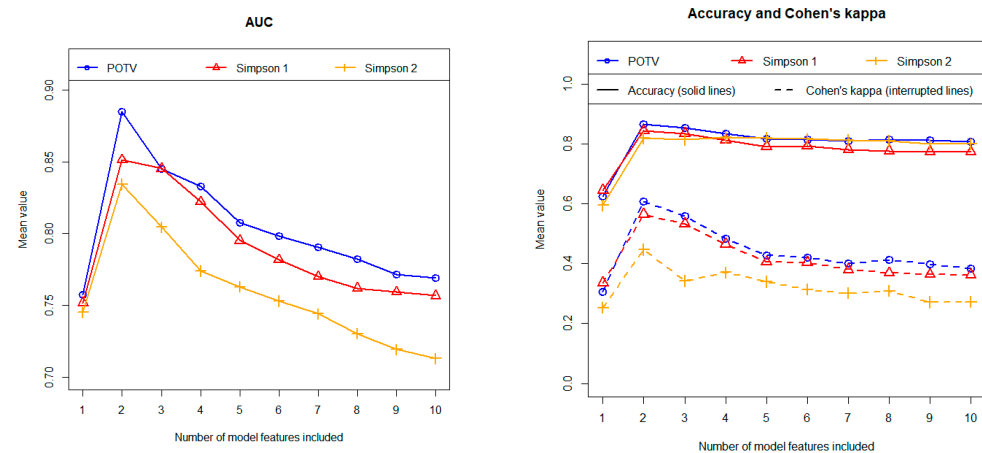 AUC
POTV Simpson 1 Simpson 2
Mean value
0.90
0.85
0.80
0.75
0.70
1 2 3 4 5 6 7 8 9 10
Number of model features included
Accuracy and Cohen's kappa
POTV Simpson 1 Simpson 2
Accuracy (solid lines) Cohen's kappa (interrupted lines)
Mean value
1.0
0.8
0.6
0.4
0.2
0.0
1 2 3 4 5 6 7 8 9 10
Number of model features included